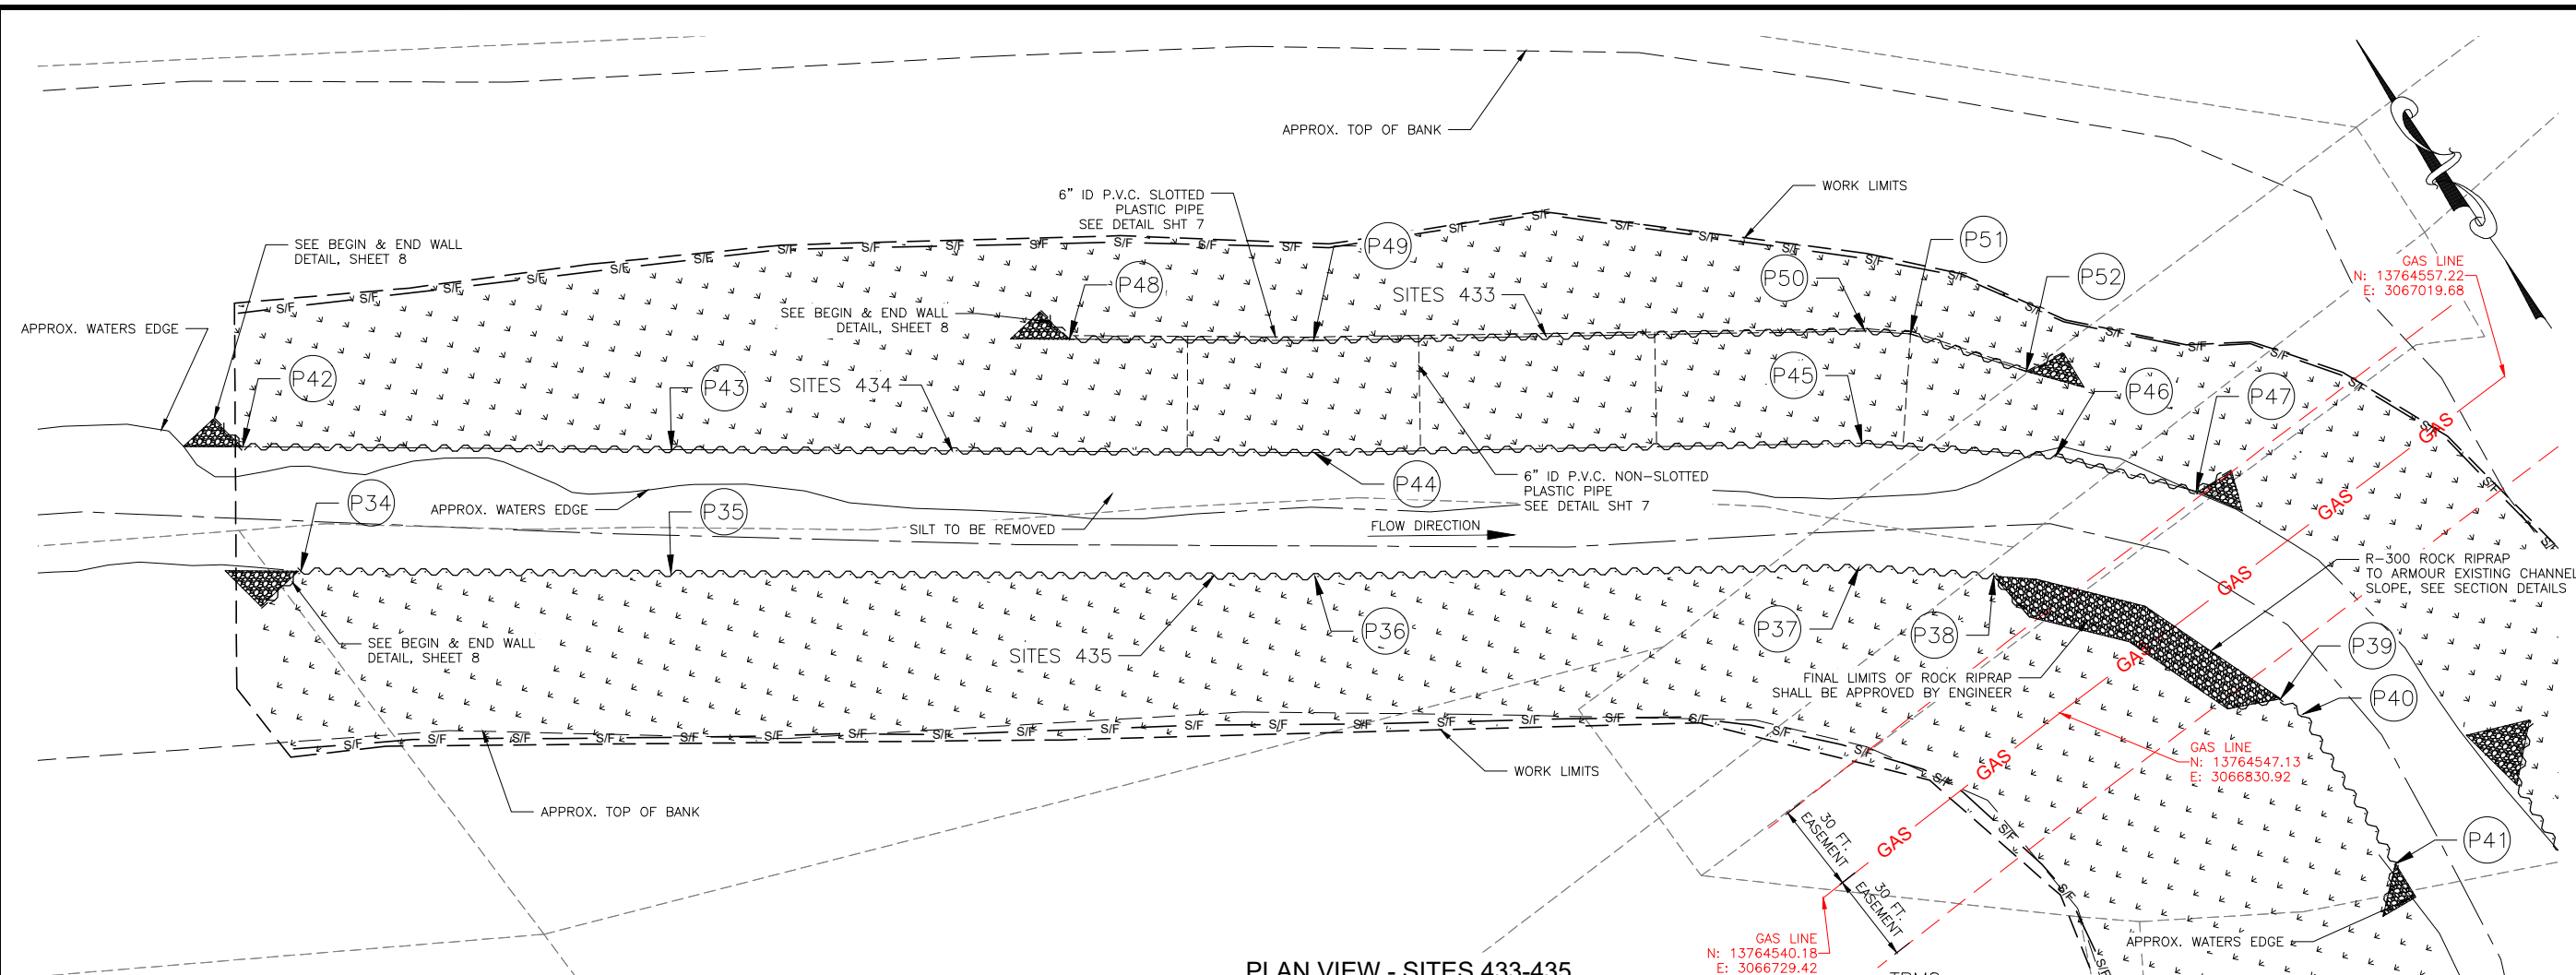 APPROX. TOP OF BANK
6" ID P.V.C. SLOTTED
PLASTIC PIPE
SEE DETAIL SHT 7
WORK LIMITS
SEE BEGIN & END WALL
DETAIL, SHEET 8
P49
P51
P48
P50
P52
GAS LINE
N: 13764557.22
E: 3067019.68
SITES 433
SEE BEGIN & END WALL
DETAIL, SHEET 8
APPROX. WATERS EDGE
P42
P43
SITES 434
P45
P46
P47
GAS
P44
6" ID P.V.C. NON-SLOTTED
PLASTIC PIPE
SEE DETAIL SHT 7
GAS
P34
APPROX. WATERS EDGE
P35
SILT TO BE REMOVED
FLOW DIRECTION
R-300 ROCK RIPRAP
TO ARMOUR EXISTING CHANNEL
SLOPE, SEE SECTION DETAILS
GAS
SEE BEGIN & END WALL
DETAIL, SHEET 8
SITES 435
P36
P37
P38
P39
GAS
FINAL LIMITS OF ROCK RIPRAP
SHALL BE APPROVED BY ENGINEER
P40
S/F S/F S/F S/F S/F S/F S/F S/F S/F S/F S/F S/F S/F S/F S/F S/F S/F
GAS LINE
N: 13764547.13
E: 3066830.92
GAS
WORK LIMITS
APPROX. TOP OF BANK
30 FT.
EASEMENT
GAS
P41
30 FT.
EASEMENT
GAS LINE
N: 13764540.18
E: 3066729.42
APPROX. WATERS EDGE
PLAN VIEW - SITES 433-435